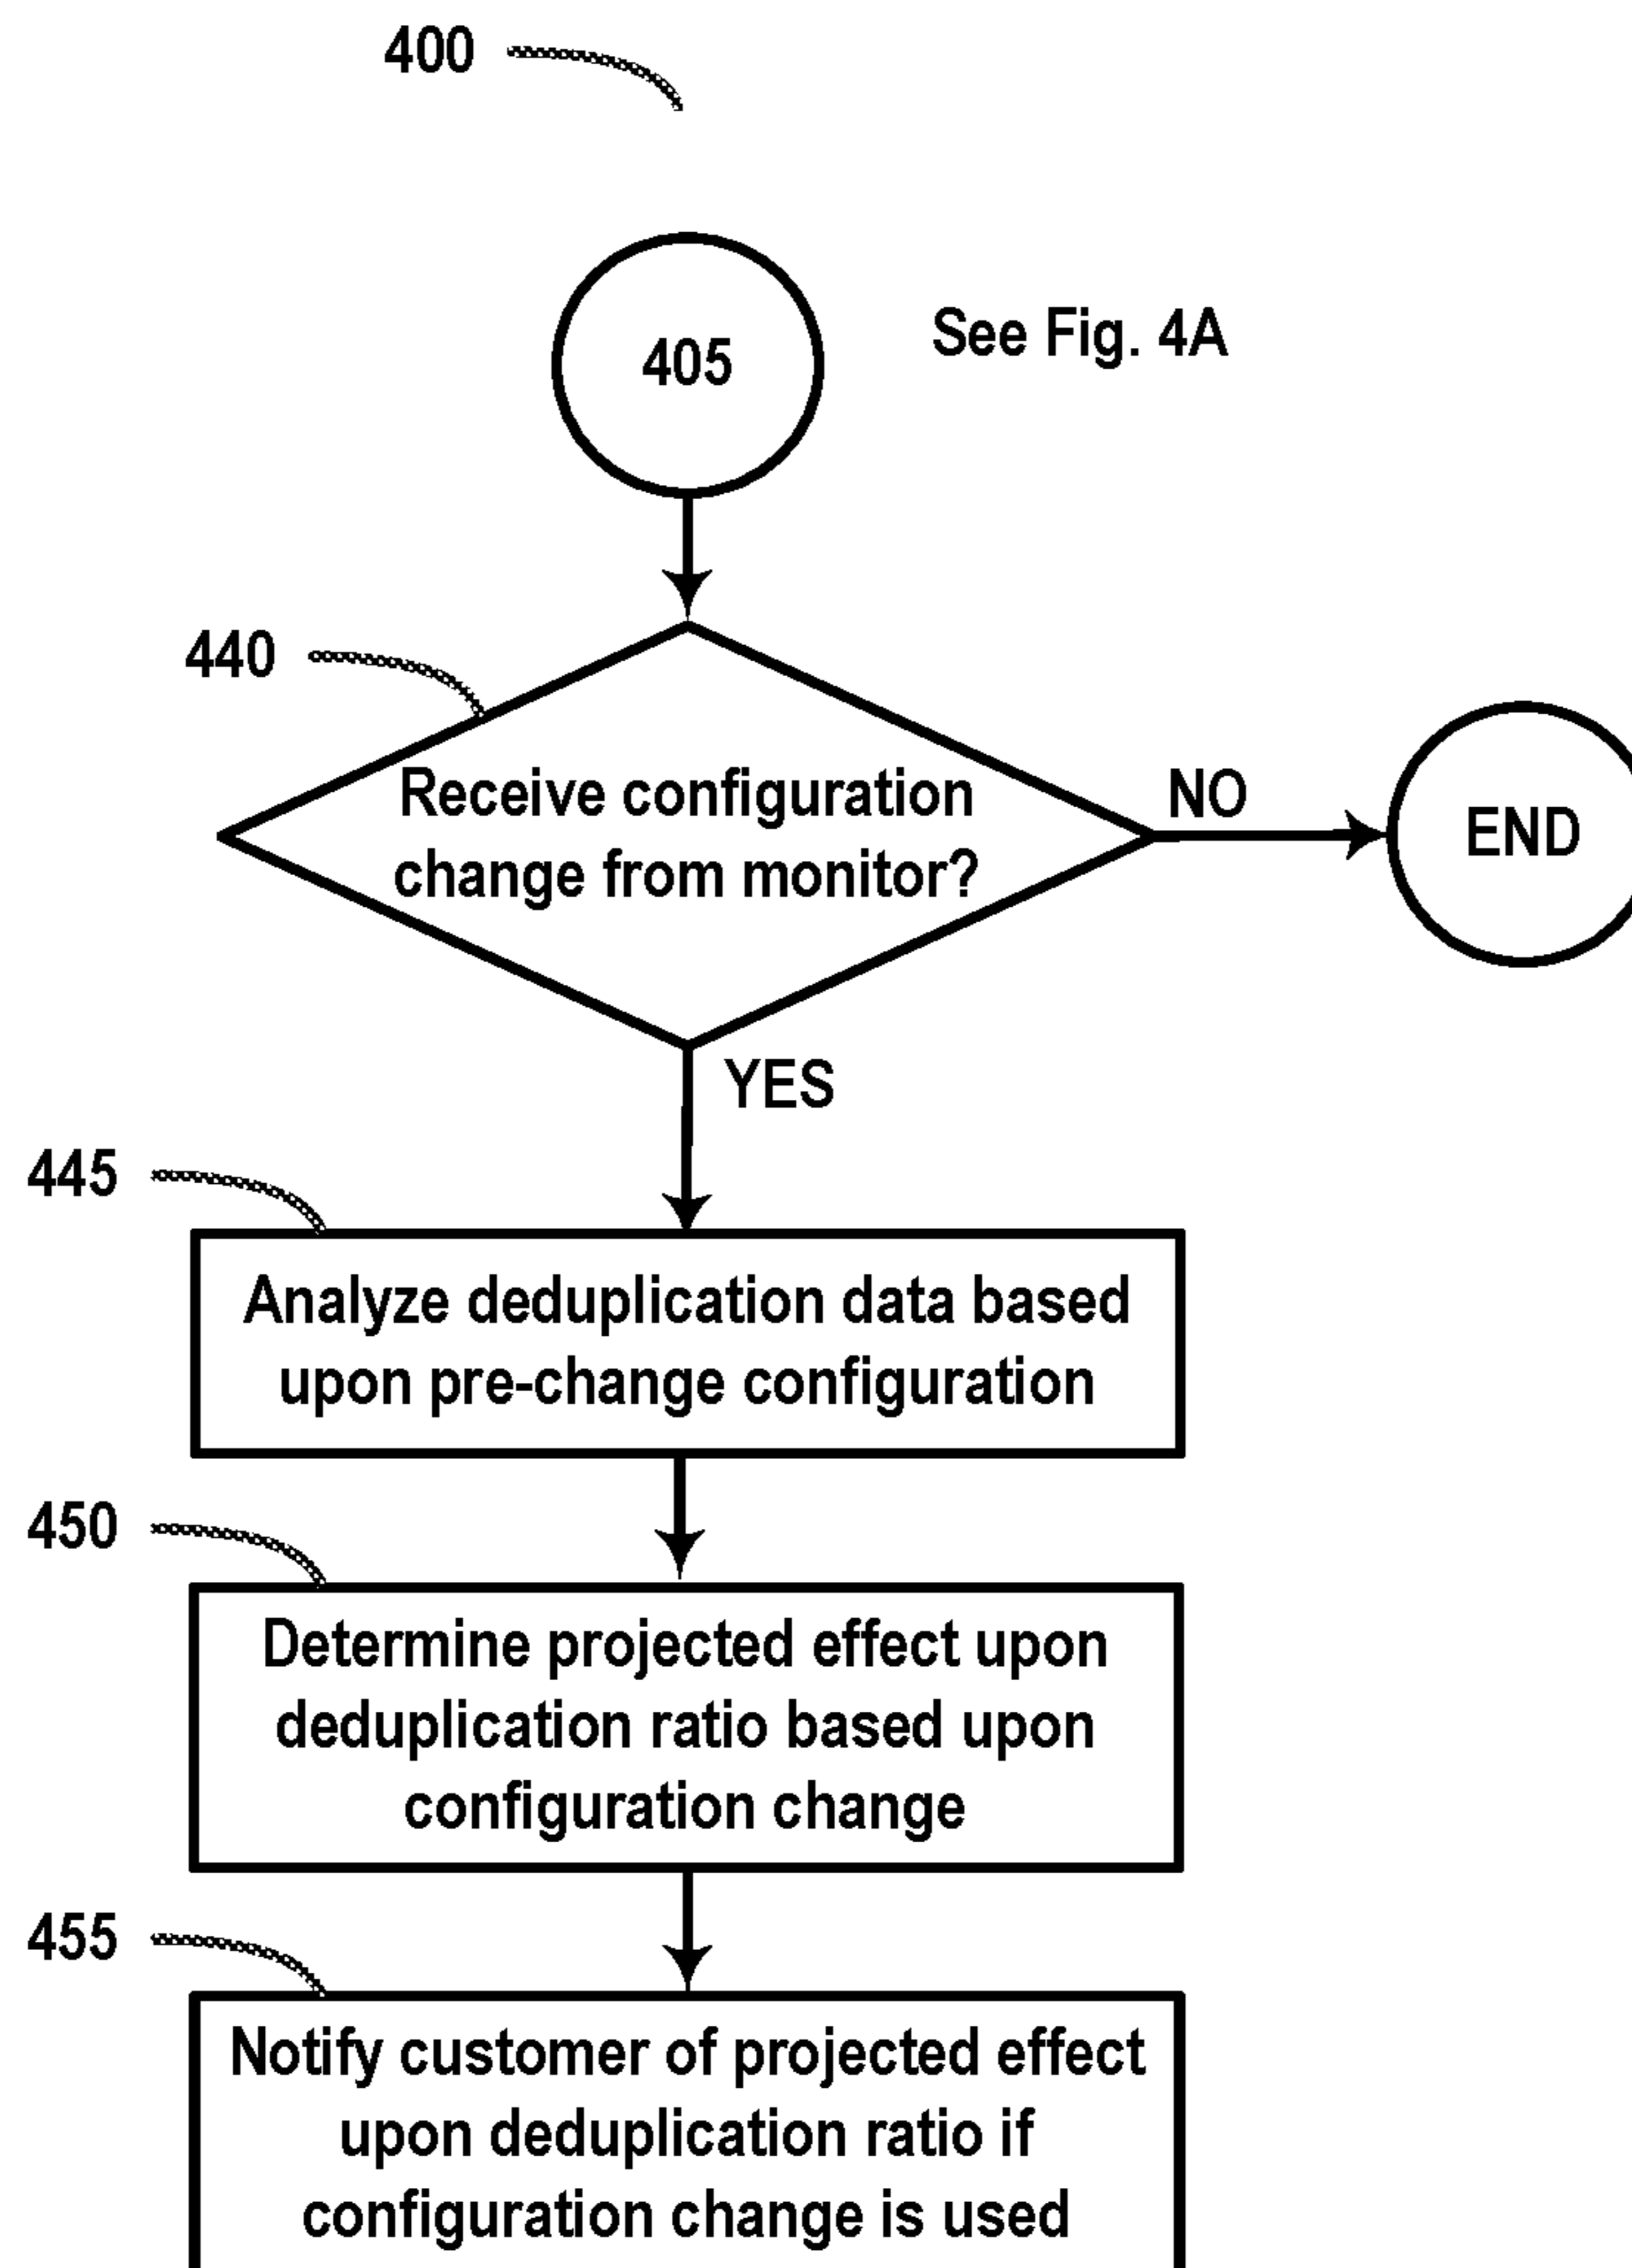 400
405
See Fig. 4A
440
Receive configuration
change from monitor?
NO
END
YES
445
Analyze deduplication data based
upon pre-change configuration
450
Determine projected effect upon
deduplication ratio based upon
configuration change
455
Notify customer of projected effect
upon deduplication ratio if
configuration change is used